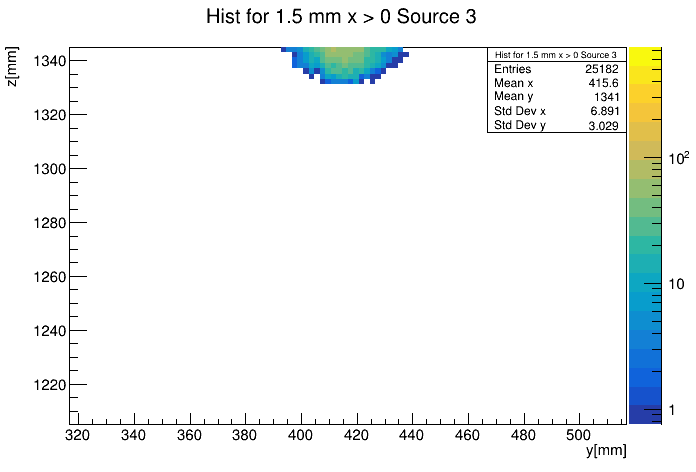 Hist for 1.5 mm x > 0 Source 3
z[mm]
1340
1320
1300
1280
1260
1240
1220
320 340 360 380 400 420 440 460 480 500
y[mm]
Hist for 1.5 mm x > 0 Source 3
Entries 25182
Mean x 415.6
Mean y 1341
Std Dev x 6.891
Std Dev y 3.029
10²
10
1